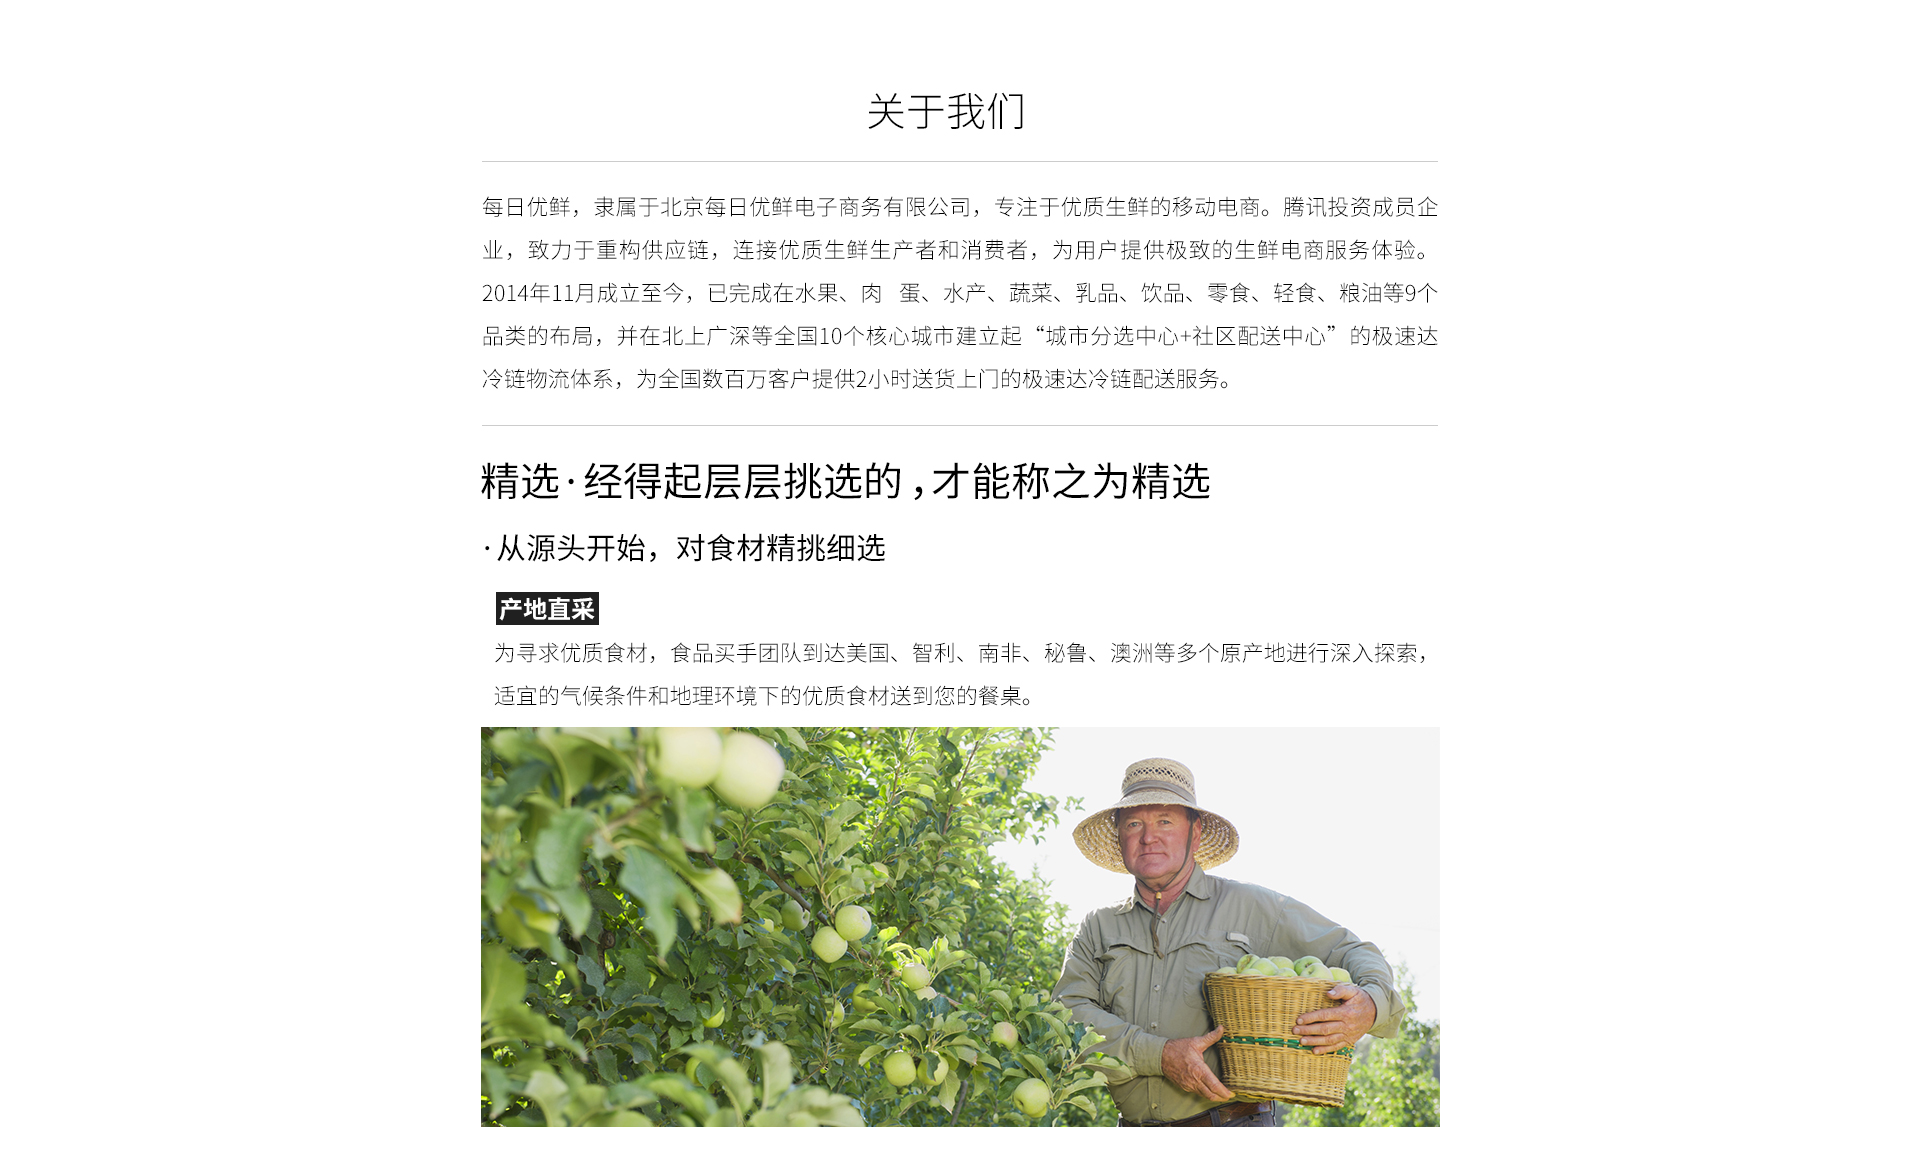 关于我们
每日优鲜，隶属于北京每日优鲜电子商务有限公司，专注于优质生鲜的移动电商。腾讯投资成员企
业，致力于重构供应链，连接优质生鲜生产者和消费者，为用户提供极致的生鲜电商服务体验。
2014年11月成立至今，已完成在水果、肉 蛋、水产、蔬菜、乳品、饮品、零食、轻食、粮油等9个
品类的布局，并在北上广深等全国10个核心城市建立起“城市分选中心+社区配送中心”的极速达
冷链物流体系，为全国数百万客户提供2小时送货上门的极速达冷链配送服务。
精选·经得起层层挑选的，才能称之为精选
·从源头开始，对食材精挑细选
产地直采
为寻求优质食材，食品买手团队到达美国、智利、南非、秘鲁、澳洲等多个原产地进行深入探索，
适宜的气候条件和地理环境下的优质食材送到您的餐桌。